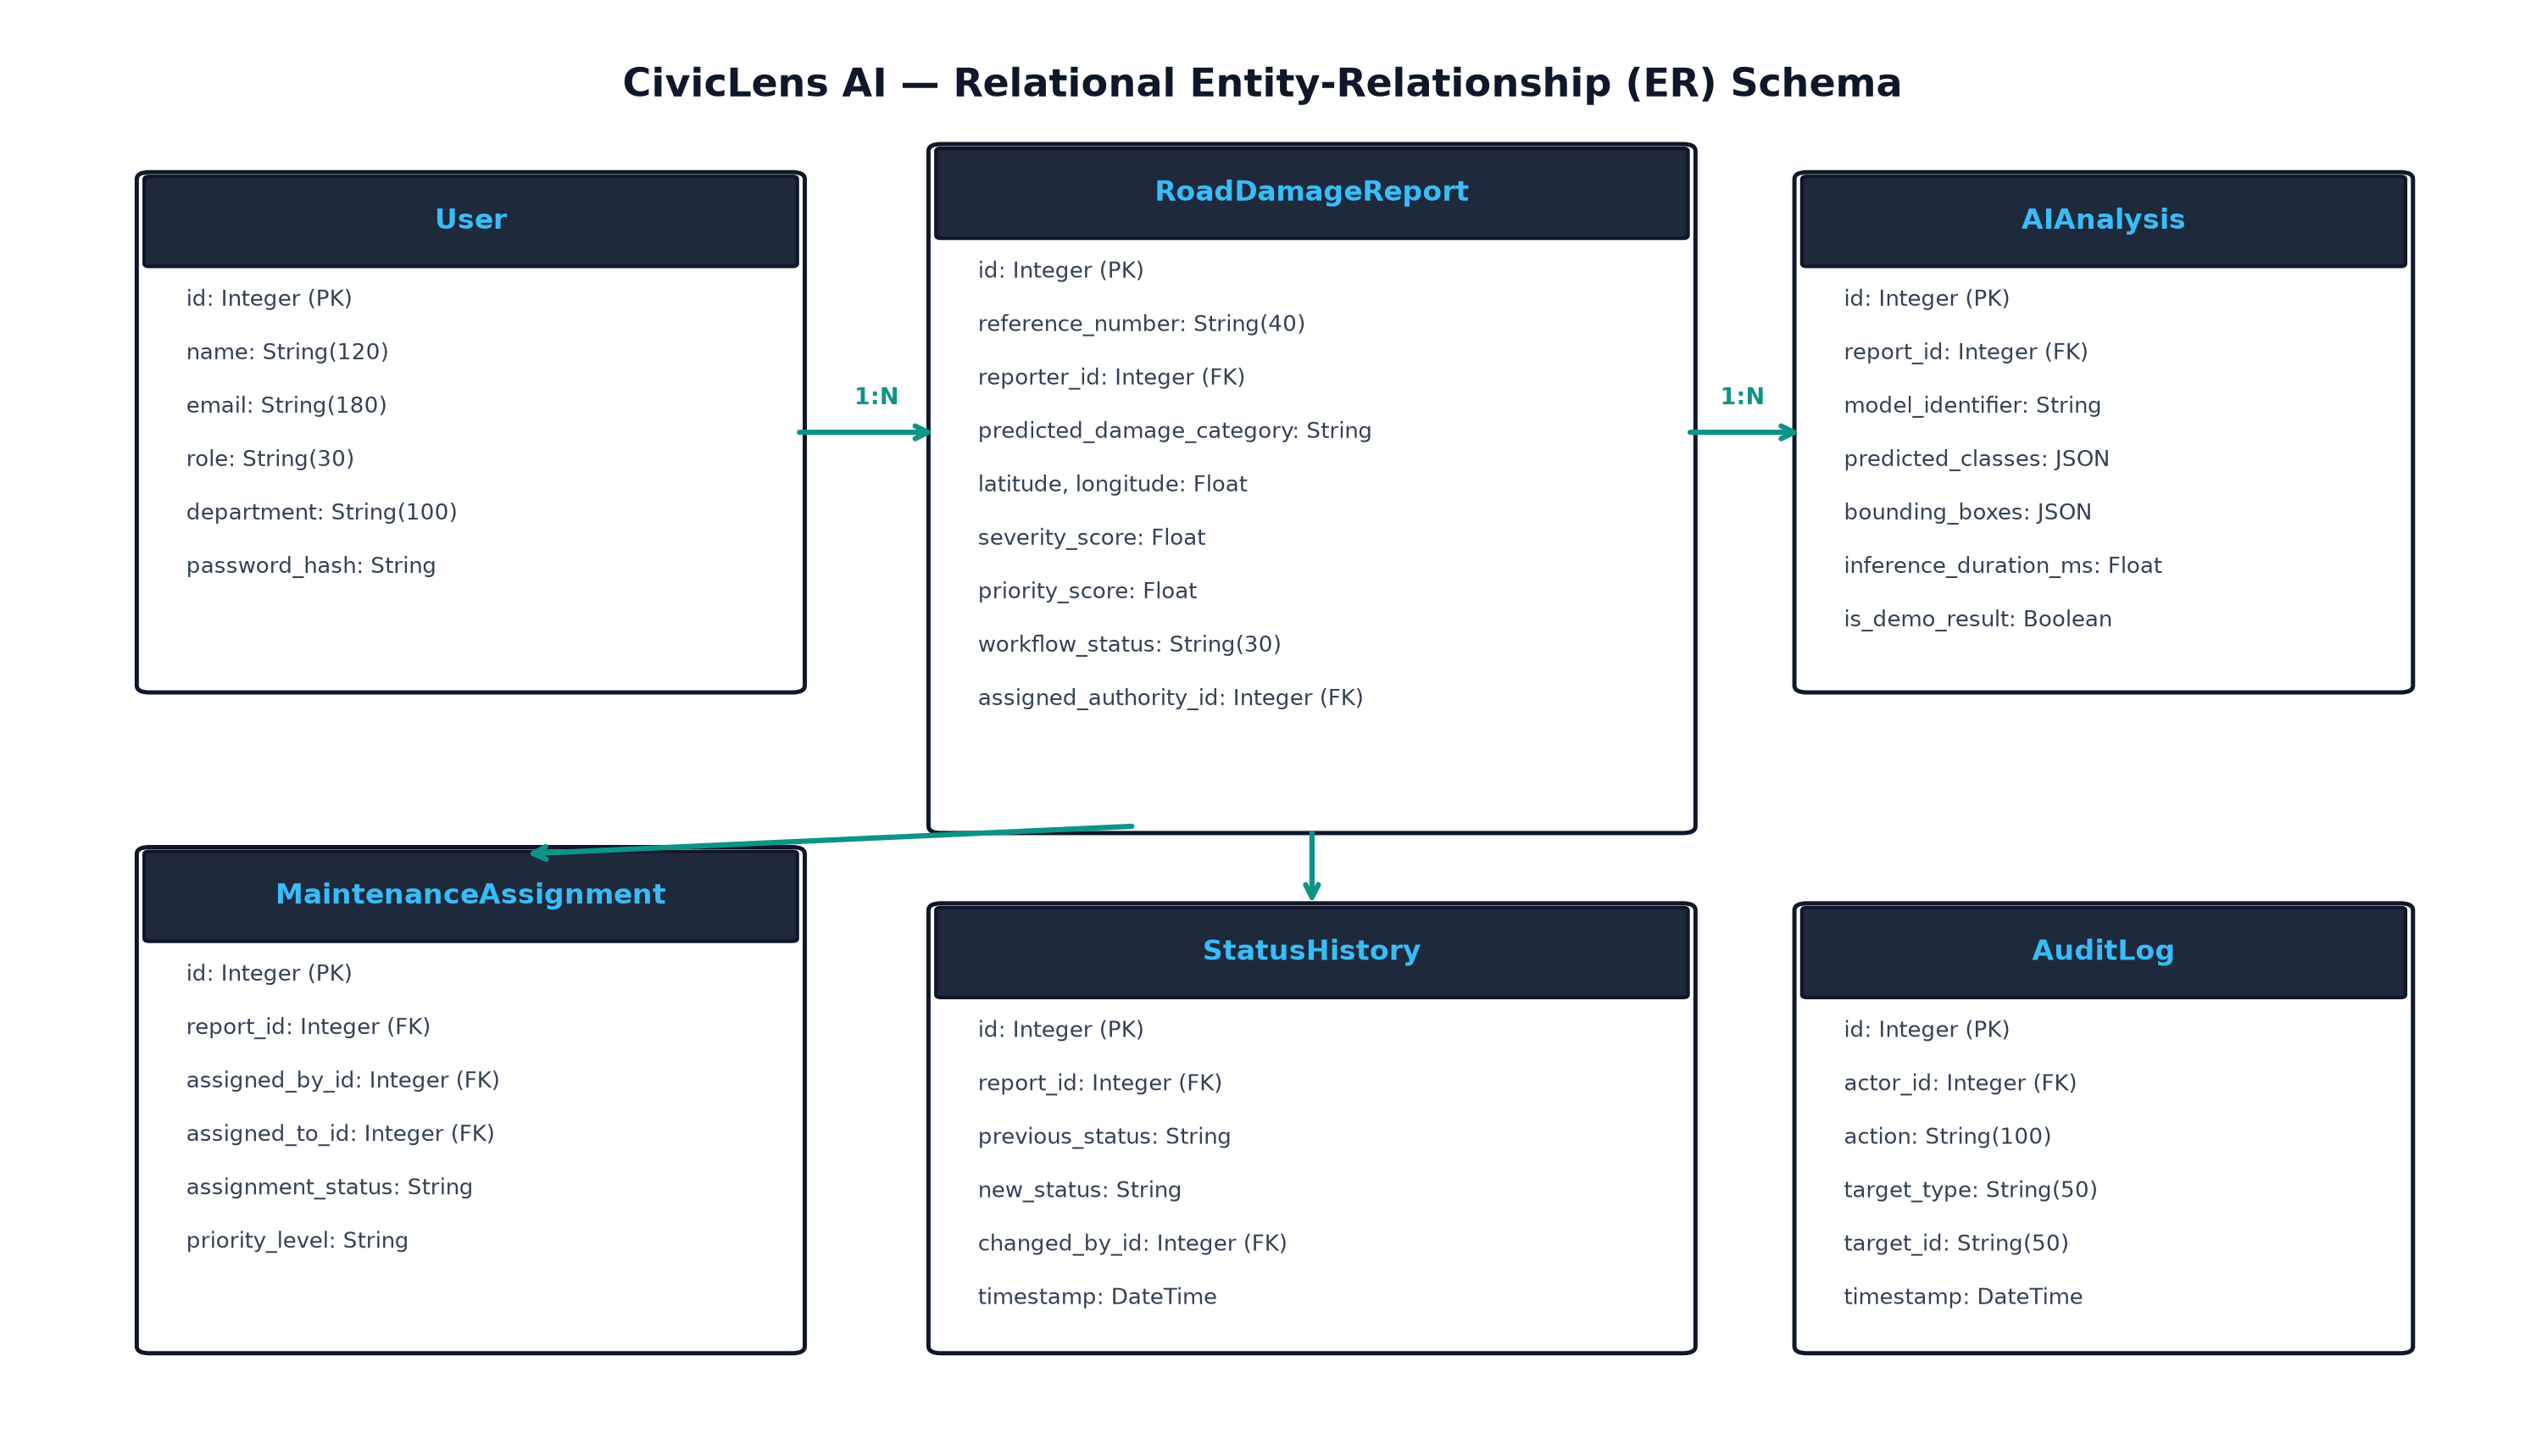 CivicLens AI — Relational Entity-Relationship (ER) Schema
User
id: Integer (PK)
name: String(120)
email: String(180)
role: String(30)
department: String(100)
password_hash: String
1:N
RoadDamageReport
id: Integer (PK)
reference_number: String(40)
reporter_id: Integer (FK)
predicted_damage_category: String
latitude, longitude: Float
severity_score: Float
priority_score: Float
workflow_status: String(30)
assigned_authority_id: Integer (FK)
1:N
AIAnalysis
id: Integer (PK)
report_id: Integer (FK)
model_identifier: String
predicted_classes: JSON
bounding_boxes: JSON
inference_duration_ms: Float
is_demo_result: Boolean
MaintenanceAssignment
id: Integer (PK)
report_id: Integer (FK)
assigned_by_id: Integer (FK)
assigned_to_id: Integer (FK)
assignment_status: String
priority_level: String
StatusHistory
id: Integer (PK)
report_id: Integer (FK)
previous_status: String
new_status: String
changed_by_id: Integer (FK)
timestamp: DateTime
AuditLog
id: Integer (PK)
actor_id: Integer (FK)
action: String(100)
target_type: String(50)
target_id: String(50)
timestamp: DateTime